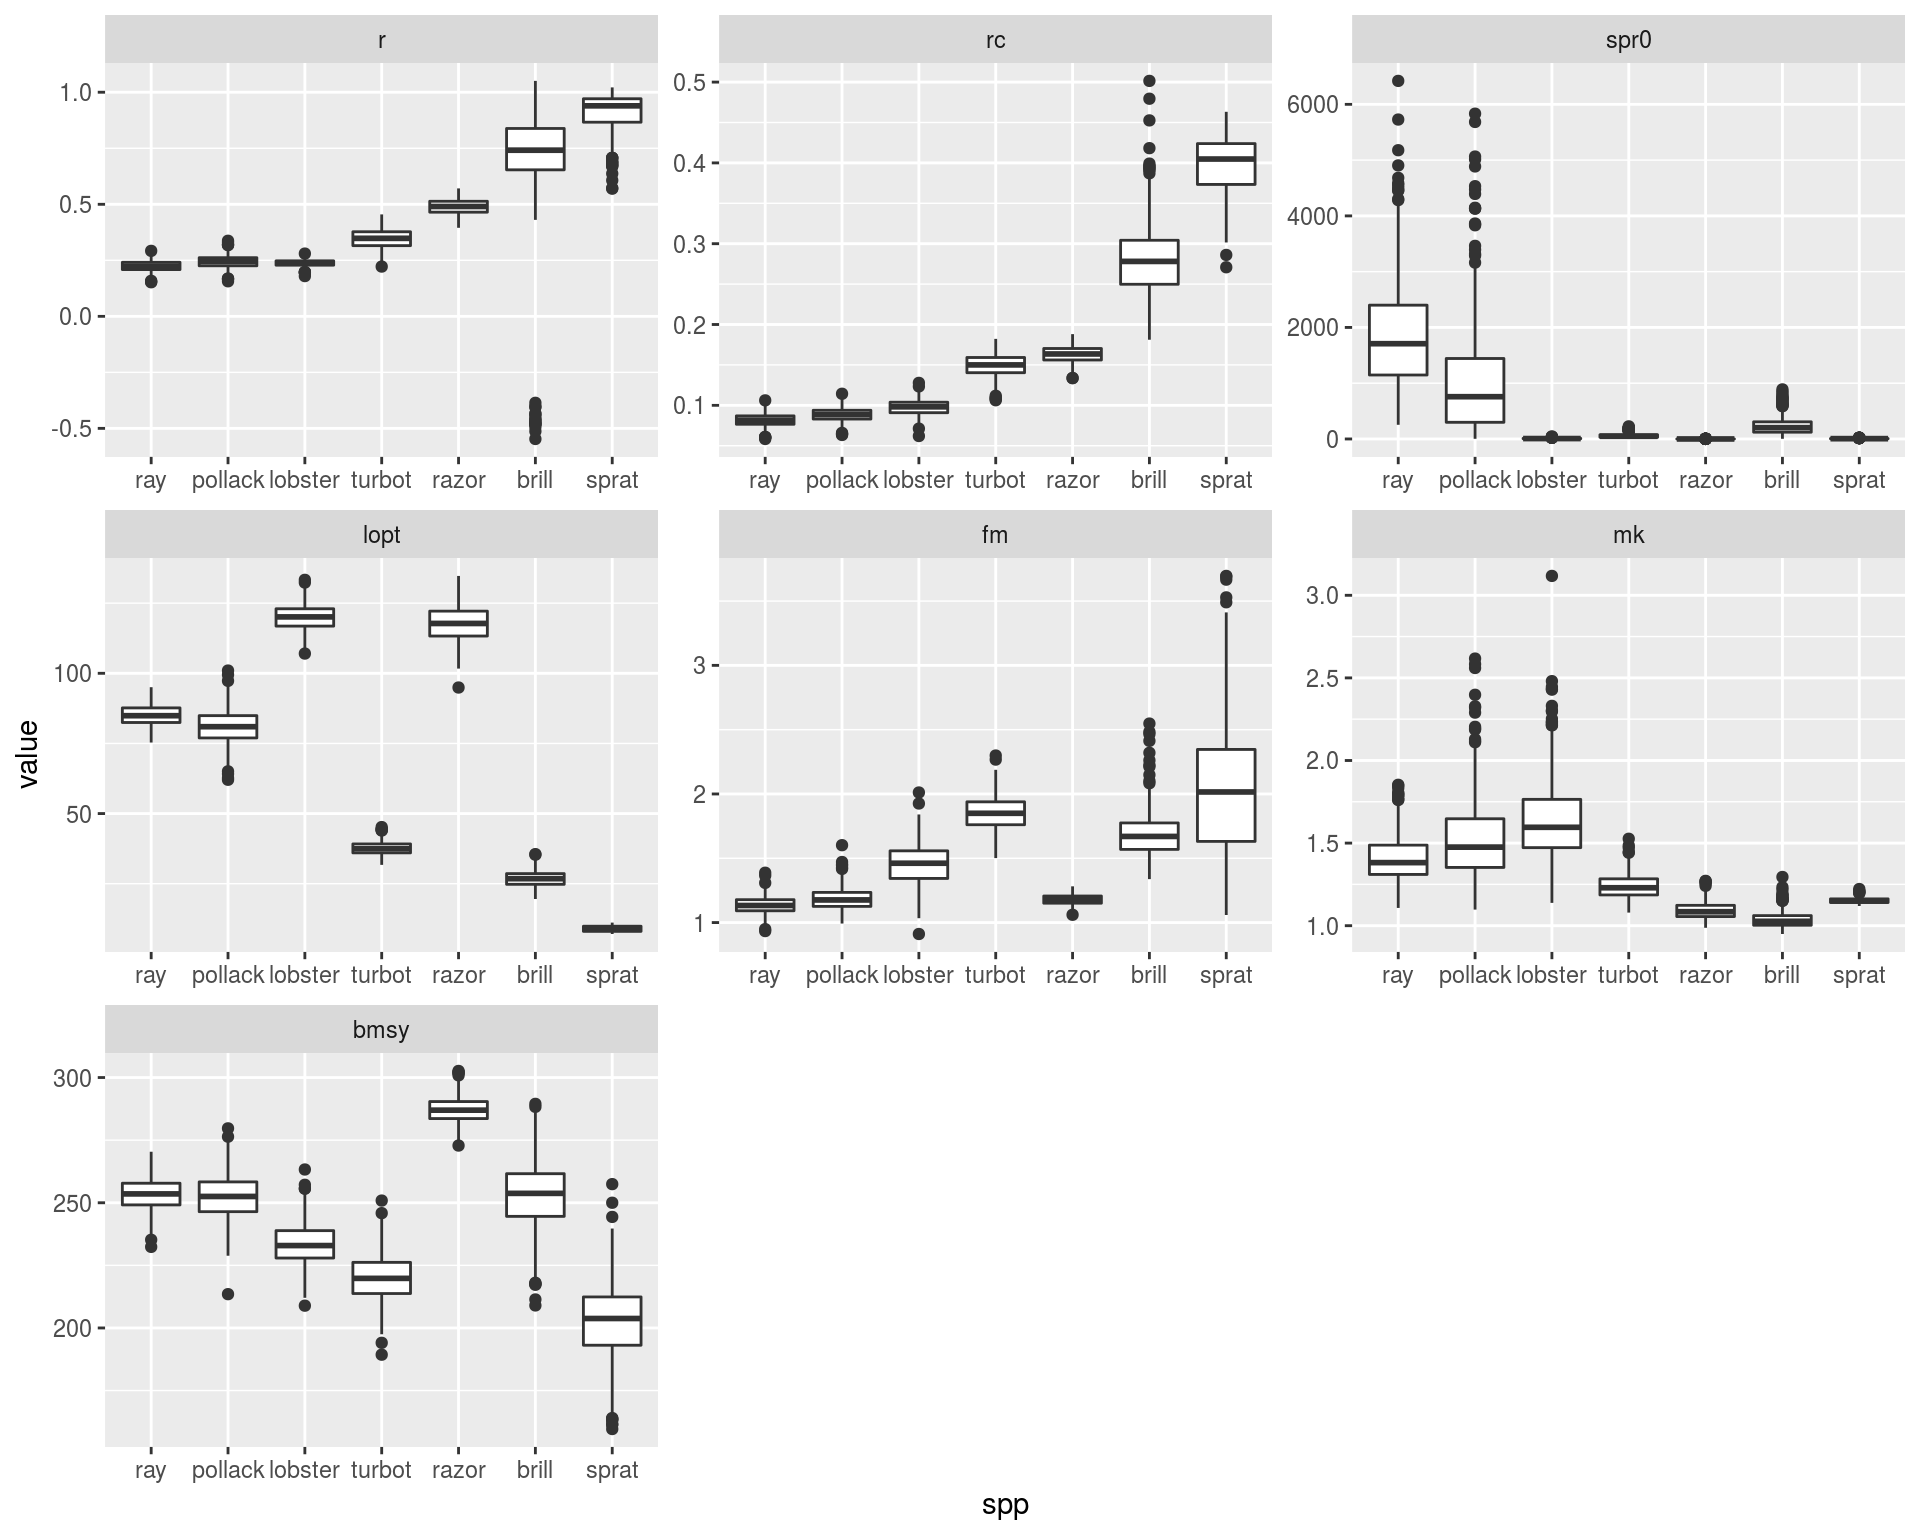 r
rc
spr0
1.0
0.5
0.0
-0.5
0.5
0.4
0.3
0.2
0.1
6000
4000
2000
0
ray pollack lobster turbot razor brill sprat
ray pollack lobster turbot razor brill sprat
ray pollack lobster turbot razor brill sprat
lopt
fm
mk
100
50
3
2
1
3.0
2.5
2.0
1.5
1.0
ray pollack lobster turbot razor brill sprat
ray pollack lobster turbot razor brill sprat
ray pollack lobster turbot razor brill sprat
value
bmsy
300
250
200
ray pollack lobster turbot razor brill sprat
spp